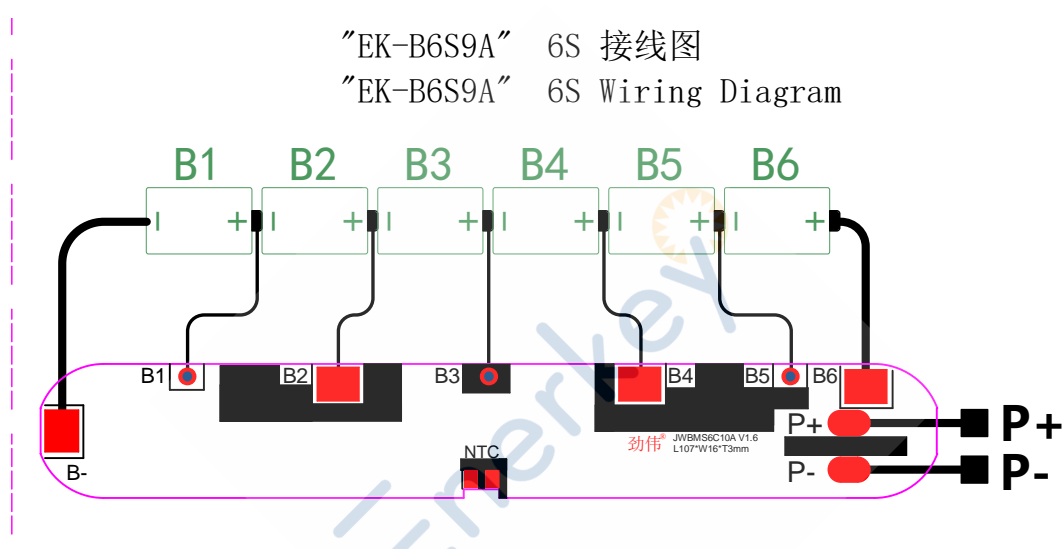 "EK-B6S9A" 6S 接线图
"EK-B6S9A" 6S Wiring Diagram
B1 B2 B3 B4 B5 B6
- + - + - + - + - + - +
B1 B2 B3 B4 B5 B6
P+ P+
劲伟® JWBMS6C10A V1.6
L107*W16*T3mm
NTC
B-
P- P-
Enerkey